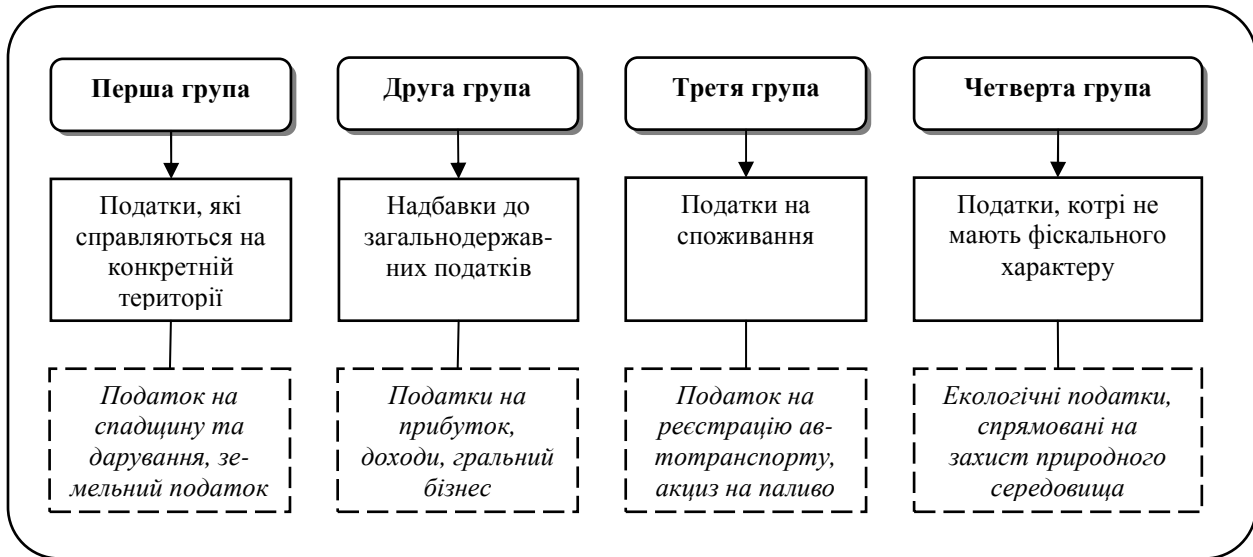 Перша група
Друга група
Третя група
Четверта група
Податки, які
справляються на
конкретній
території
Надбавки до
загальнодержав-
них податків
Податки на
споживання
Податки, котрі не
мають фіскального
характеру
Податок на
спадщину та
дарування, зе-
мельний податок
Податки на
прибуток,
доходи, гральний
бізнес
Податок на
реєстрацію ав-
тотранспорту,
акциз на паливо
Екологічні податки,
спрямовані на
захист природного
середовища